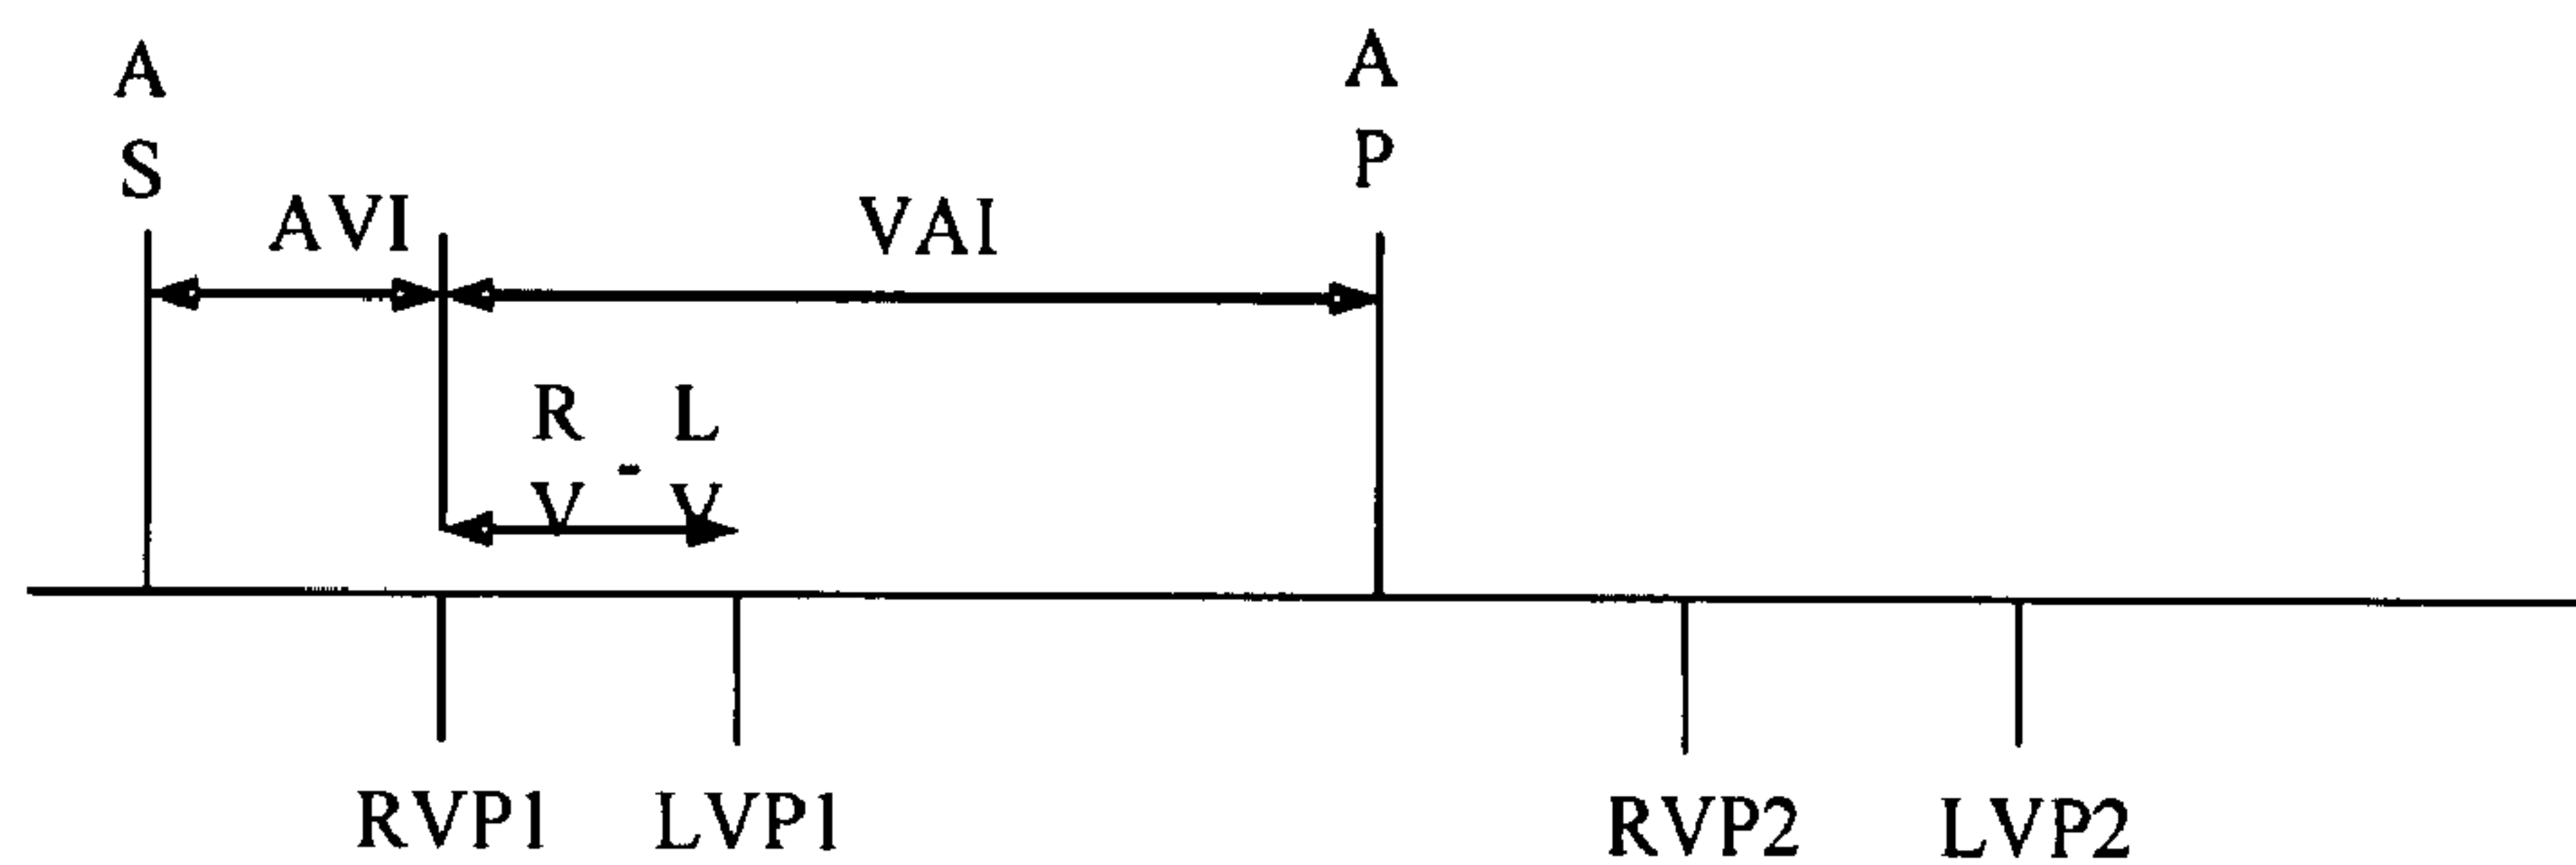 A A
S P
AVI VAI
R L
V - V
RVP1 LVP1 RVP2 LVP2